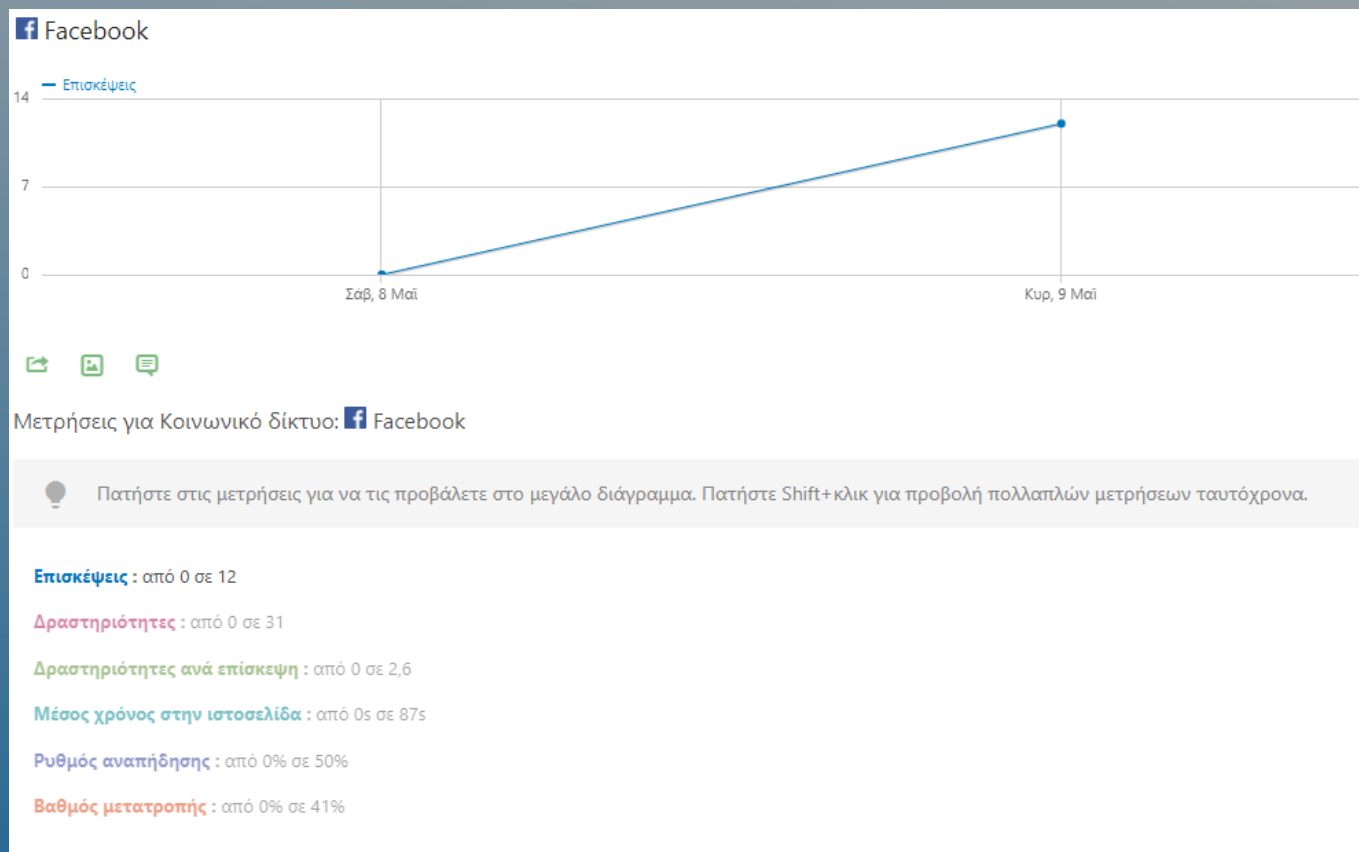 Facebook
Επισκέψεις
14
7
0
Σάβ, 8 Μαϊ
Κυρ, 9 Μαϊ
Μετρήσεις για Κοινωνικό δίκτυο: Facebook
Πατήστε στις μετρήσεις για να τις προβάλετε στο μεγάλο διάγραμμα. Πατήστε Shift+κλικ για προβολή πολλαπλών μετρήσεων ταυτόχρονα.
Επισκέψεις : από 0 σε 12
Δραστηριότητες : από 0 σε 31
Δραστηριότητες ανά επίσκεψη : από 0 σε 2,6
Μέσος χρόνος στην ιστοσελίδα : από 0s σε 87s
Ρυθμός αναπήδησης : από 0% σε 50%
Βαθμός μετατροπής : από 0% σε 41%